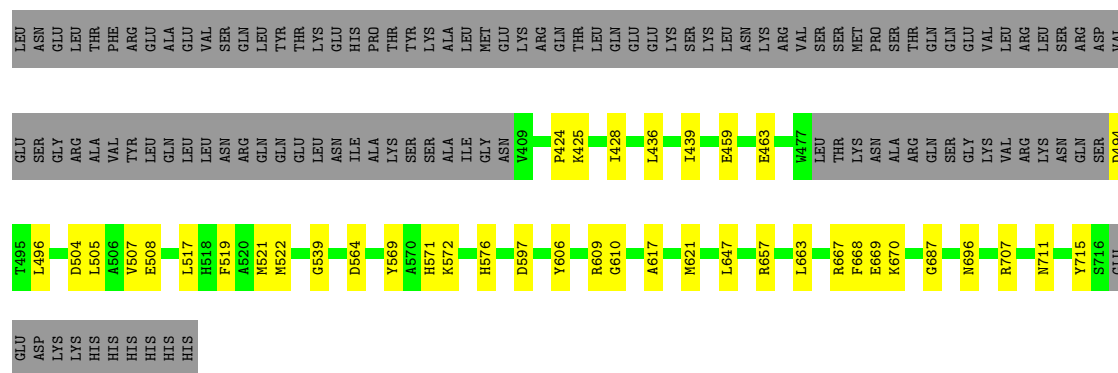 LEU ASN GLU LEU THR PHE ARG GLU ALA GLU VAL SER GLN LEU TYR THR LYS GLU HIS PRO THR TYR LYS ALA LEU MET GLU LYS ARG GLN THR LEU GLN GLU GLU LYS SER LYS LEU ASN LYS ARG VAL SER SER MET PRO SER THR GLN GLN GLU VAL LEU ARG LEU SER ARG ASP VAL
GLU SER GLY ARG ALA VAL TYR LEU GLN LEU LEU ASN ARG GLN GLN GLU LEU ASN ILE ALA LYS SER SER ALA ILE GLY ASN V409 P424 K425 I428 L436 I439 E459 E463 W477 LEU THR LYS ASN ALA ARG GLN SER GLY LYS VAL ARG LYS ASN GLN SER D494
T495 L496 D504 L505 A506 V507 E508 L517 H518 F519 A520 M521 M522 G539 D564 Y569 A570 H571 K572 H576 D597 Y606 R609 G610 A617 M621 L647 R657 L663 R667 F668 E669 K670 G687 N696 R707 N711 Y715 S716 GLU
GLU ASP LYS LYS HIS HIS HIS HIS HIS HIS